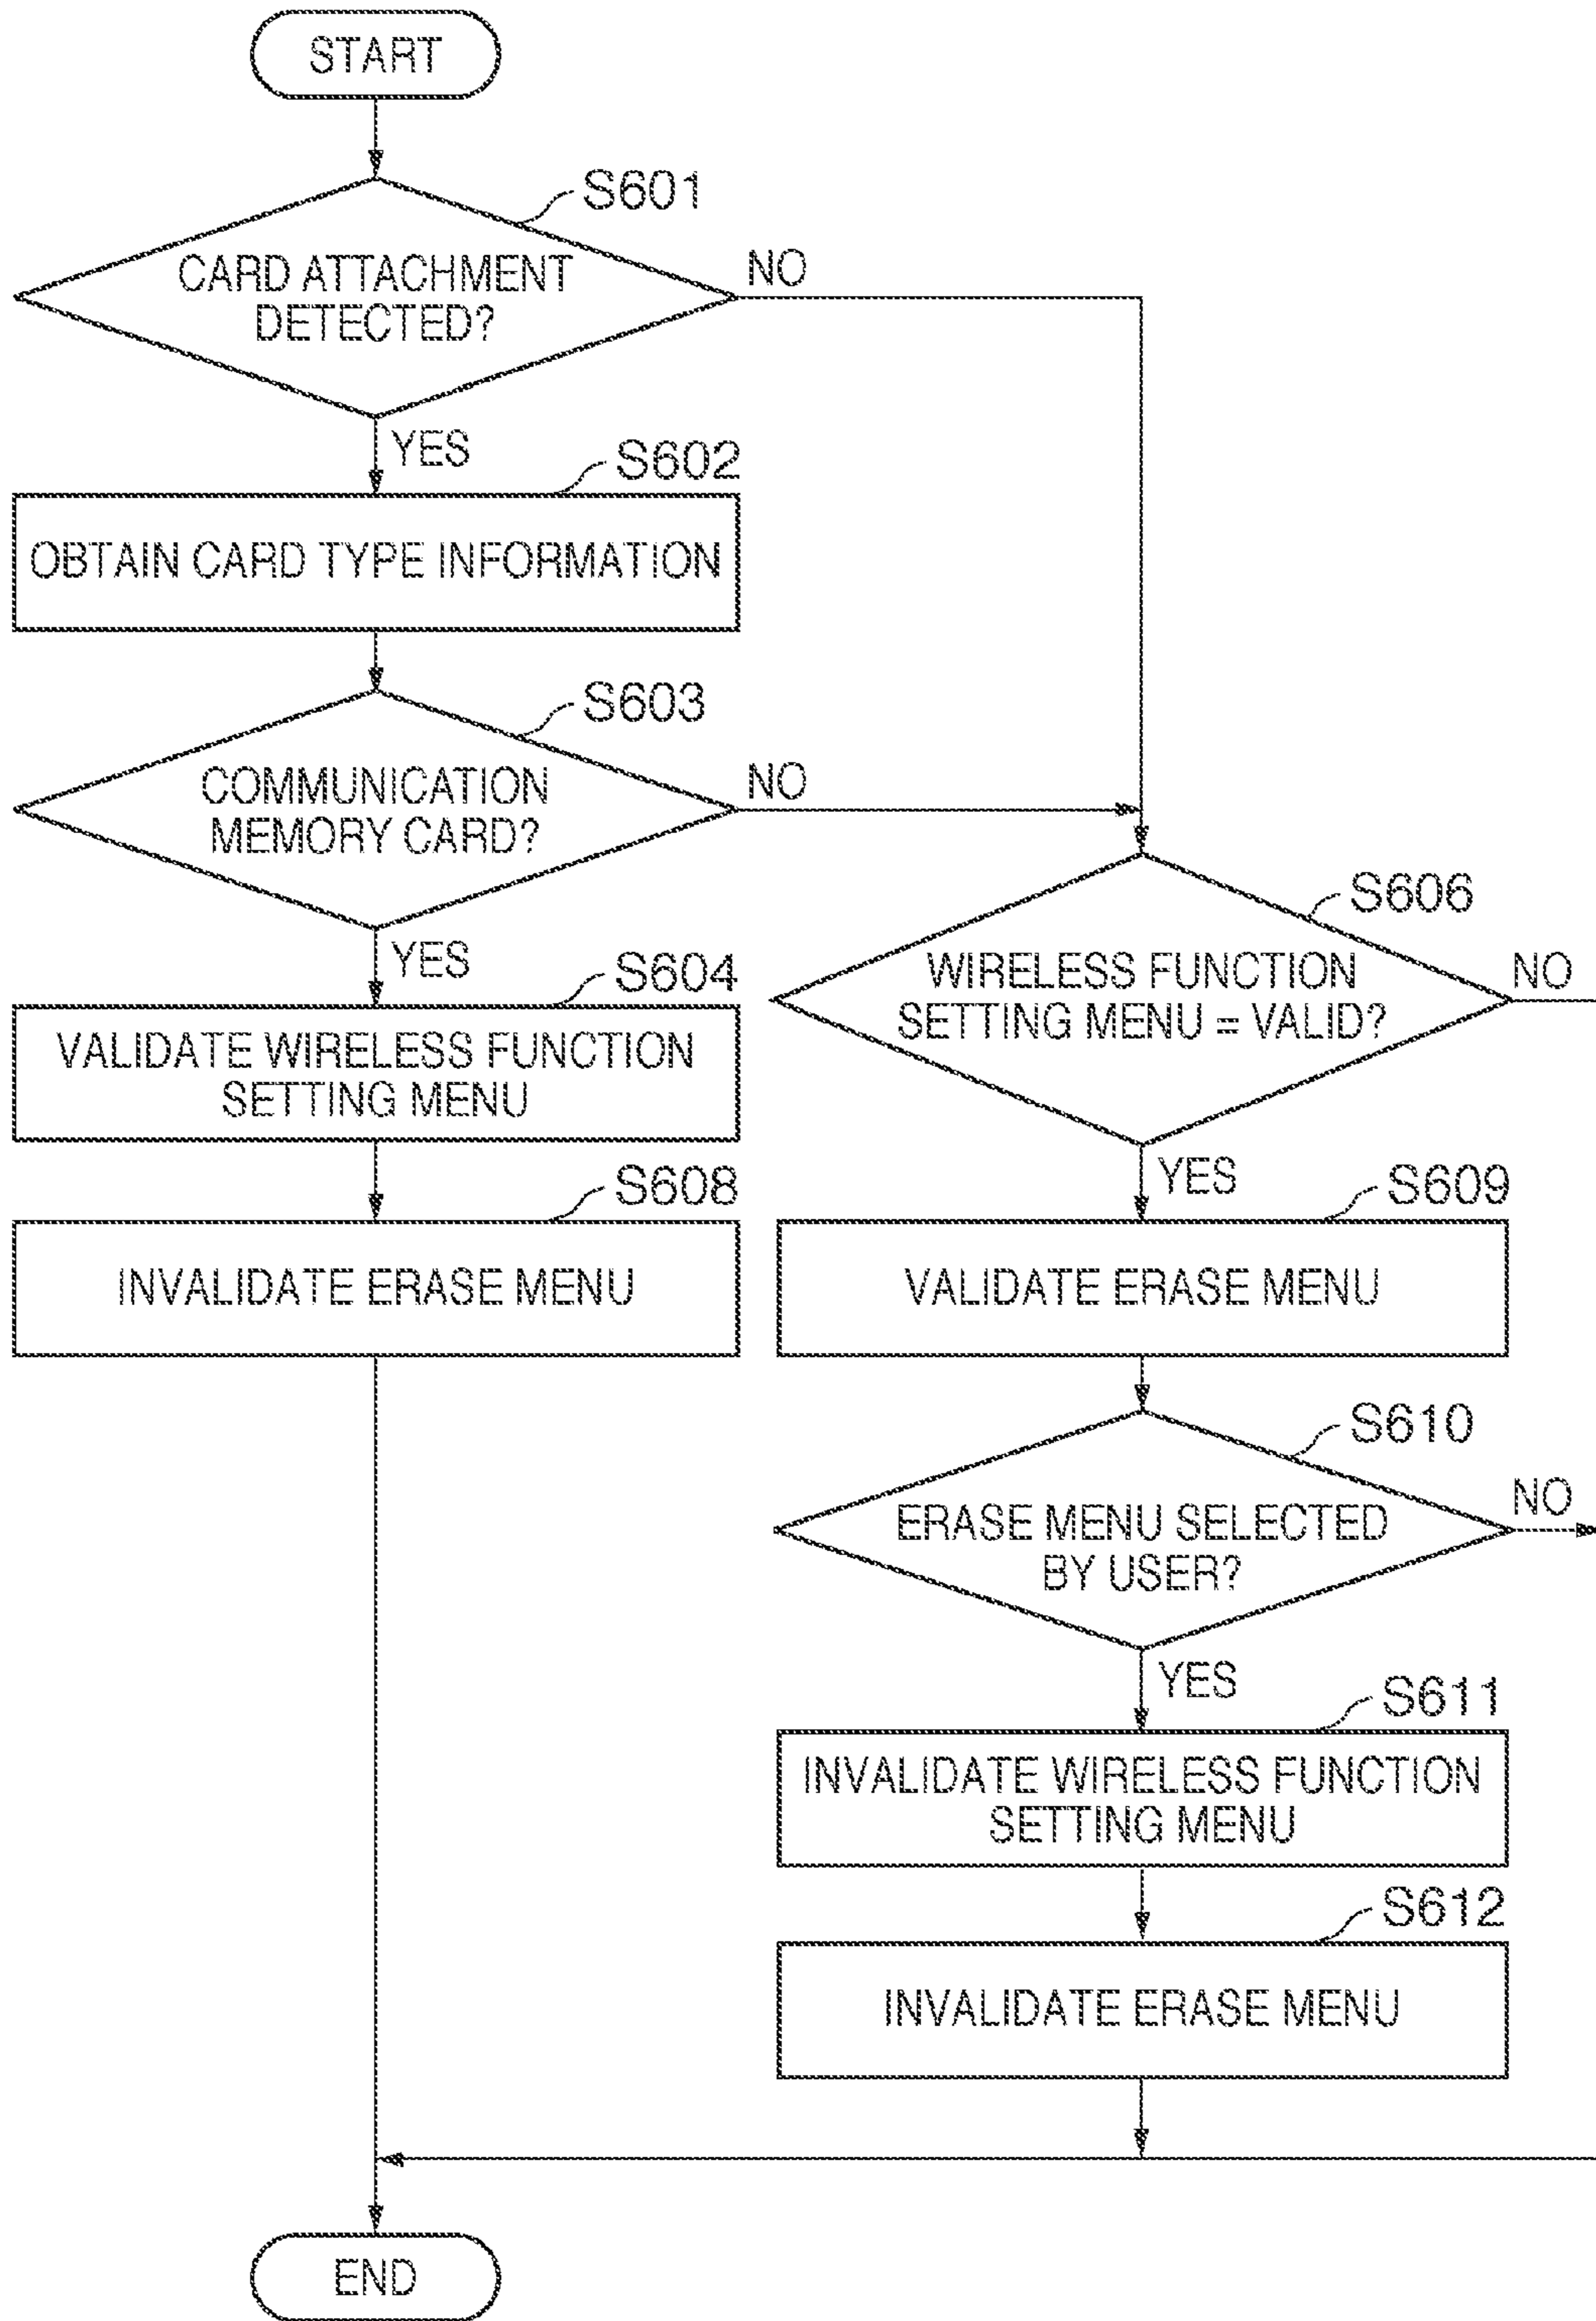 START
S601
CARD ATTACHMENT
DETECTED?
NO
YES
S602
OBTAIN CARD TYPE INFORMATION
S603
COMMUNICATION
MEMORY CARD?
NO
YES
S604
VALIDATE WIRELESS FUNCTION
SETTING MENU
S608
INVALIDATE ERASE MENU
S606
WIRELESS FUNCTION
SETTING MENU = VALID?
NO
YES
S609
VALIDATE ERASE MENU
S610
ERASE MENU SELECTED
BY USER?
NO
YES
S611
INVALIDATE WIRELESS FUNCTION
SETTING MENU
S612
INVALIDATE ERASE MENU
END